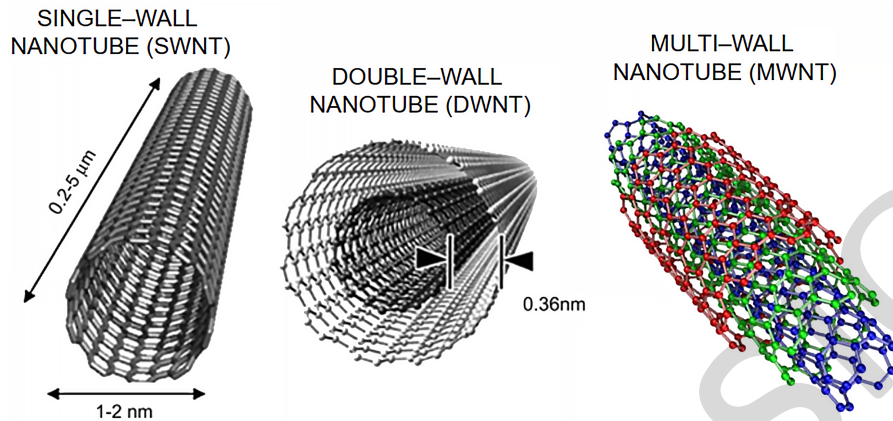 SINGLE–WALL
NANOTUBE (SWNT)
0.2-5 µm
1-2 nm
DOUBLE–WALL
NANOTUBE (DWNT)
0.36nm
MULTI–WALL
NANOTUBE (MWNT)